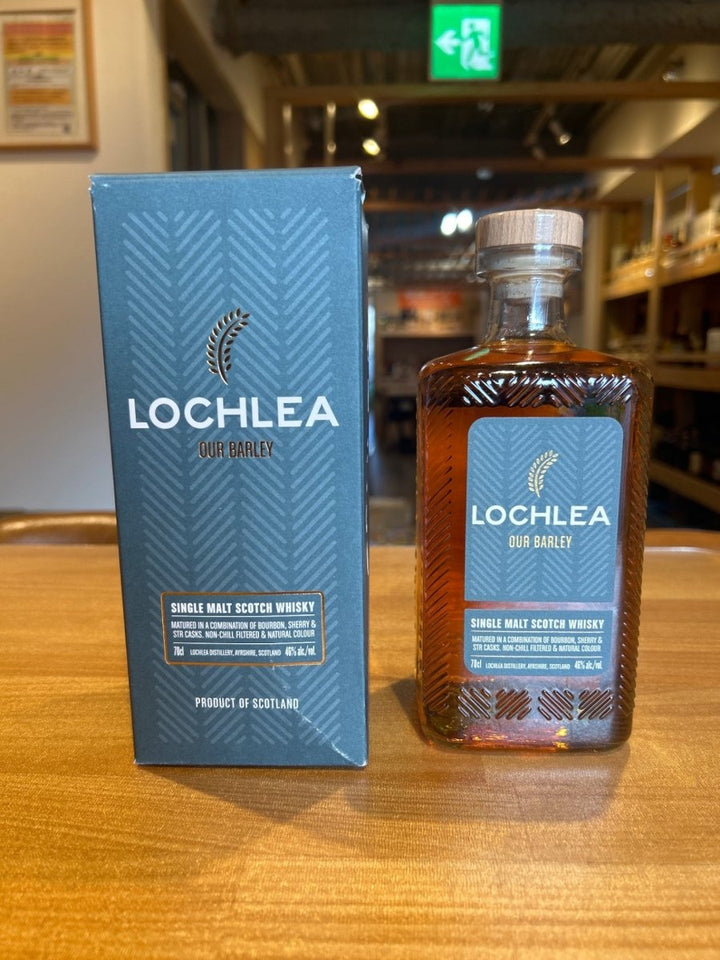 LOCHLEA
OUR BARLEY
SINGLE MALT SCOTCH WHISKY
MATURED IN A COMBINATION OF BOURBON, SHERRY &
STR CASKS. NON-CHILL FILTERED & NATURAL COLOUR
70cl LOCHLEA DISTILLERY, AYRSHIRE, SCOTLAND 46% alc./vol.
PRODUCT OF SCOTLAND
LOCHLEA
OUR BARLEY
SINGLE MALT SCOTCH WHISKY
MATURED IN A COMBINATION OF BOURBON, SHERRY &
STR CASKS. NON-CHILL FILTERED & NATURAL COLOUR
70cl LOCHLEA DISTILLERY, AYRSHIRE, SCOTLAND 46% alc./vol.